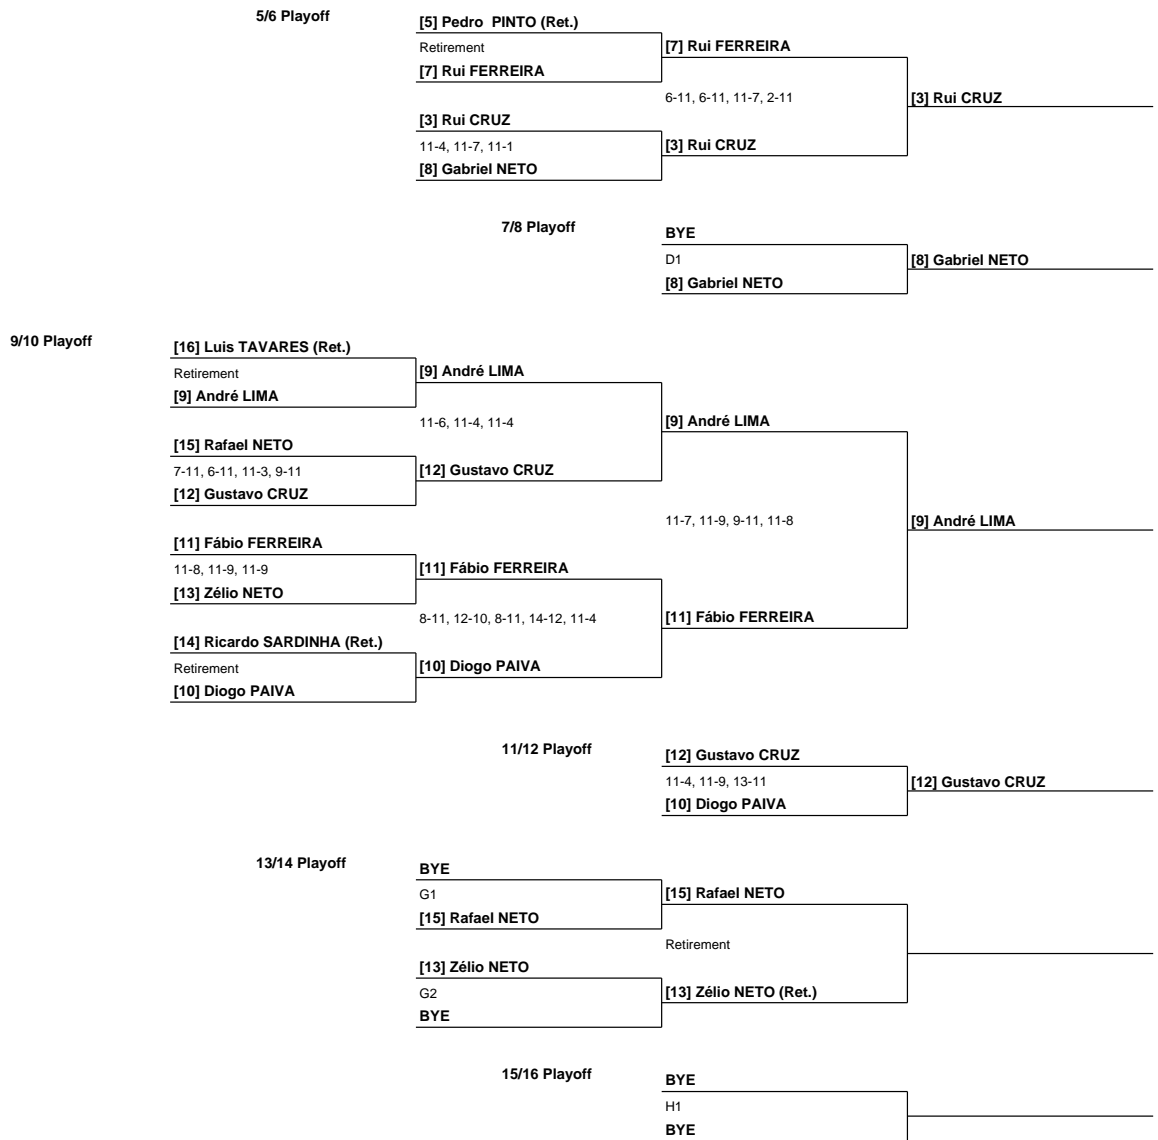 5/6 Playoff
[5] Pedro  PINTO (Ret.)
Retirement
[7] Rui FERREIRA
[7] Rui FERREIRA
6-11, 6-11, 11-7, 2-11
[3] Rui CRUZ
[3] Rui CRUZ
11-4, 11-7, 11-1
[3] Rui CRUZ
[8] Gabriel NETO
7/8 Playoff
BYE
D1
[8] Gabriel NETO
[8] Gabriel NETO
9/10 Playoff
[16] Luis TAVARES (Ret.)
Retirement
[9] André LIMA
[9] André LIMA
11-6, 11-4, 11-4
[9] André LIMA
[15] Rafael NETO
7-11, 6-11, 11-3, 9-11
[12] Gustavo CRUZ
[12] Gustavo CRUZ
11-7, 11-9, 9-11, 11-8
[9] André LIMA
[11] Fábio FERREIRA
11-8, 11-9, 11-9
[11] Fábio FERREIRA
[13] Zélio NETO
8-11, 12-10, 8-11, 14-12, 11-4
[11] Fábio FERREIRA
[14] Ricardo SARDINHA (Ret.)
Retirement
[10] Diogo PAIVA
[10] Diogo PAIVA
11/12 Playoff
[12] Gustavo CRUZ
11-4, 11-9, 13-11
[12] Gustavo CRUZ
[10] Diogo PAIVA
13/14 Playoff
BYE
G1
[15] Rafael NETO
[15] Rafael NETO
Retirement
[13] Zélio NETO
G2
[13] Zélio NETO (Ret.)
BYE
15/16 Playoff
BYE
H1
BYE